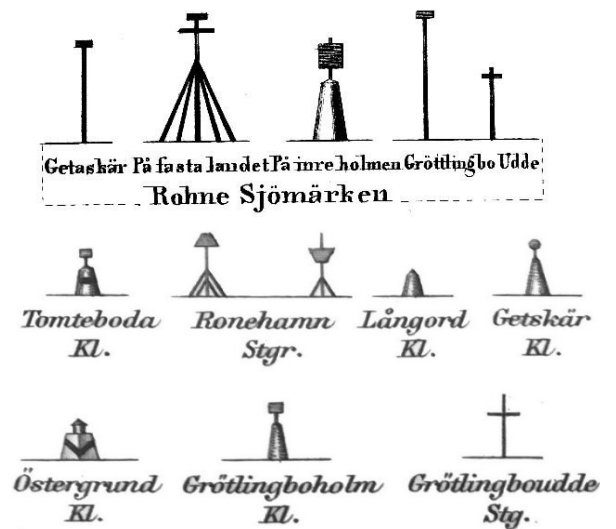 Getaskär På fasta landet På inre holmen Gröttlingbo Udde
Rohne Sjömärken
Tomteboda Ronehamn Långord Getskär
Kl. Stgr. Kl. Kl.
Östergrund Grötlingboholm Grötlingboudde
Kl. Kl. Stg.